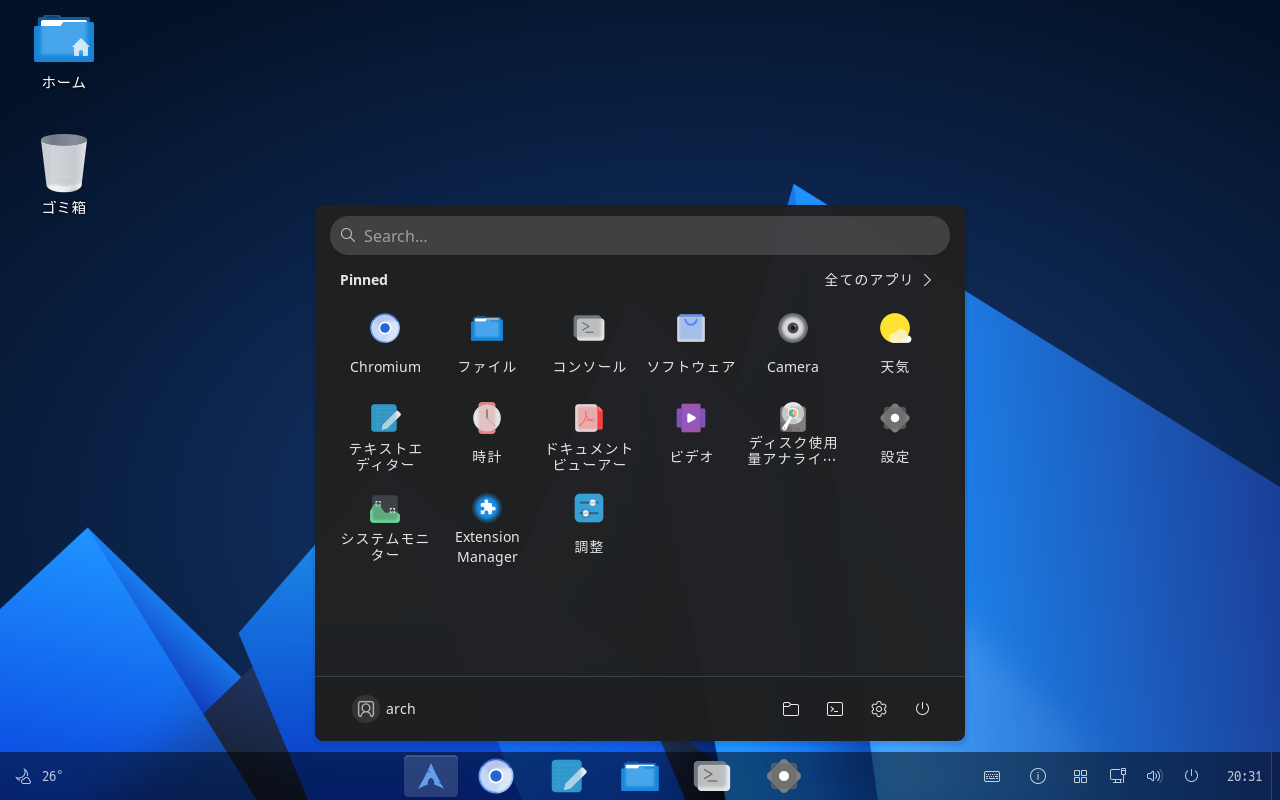 ホーム
ゴミ箱
Search...
Pinned
全てのアプリ
Chromium
ファイル
コンソール
ソフトウェア
Camera
天気
テキストエ
ディター
時計
ドキュメント
ビューアー
ビデオ
ディスク使用
量アナライ…
設定
システムモニ
ター
Extension
Manager
調整
arch
26°
20:31